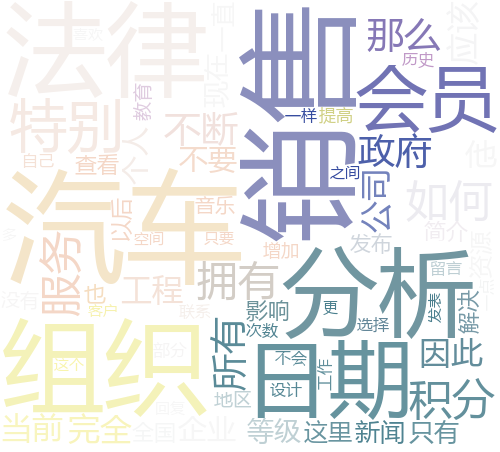 法律
喜欢
一直
现在
应该
那么
历史
销售
会员
特别
不断
教育
一样
提高
个人
不要
查看
自己
政府
之间
他
汽车
以后
音乐
公司
如何
简介
服务
空间
只要
增加
发布
资源
留言
工程
拥有
分析
没有
也
客户
联系
影响
次数
更
选择
发表
解决
组织
这个
部分
所有
日期
不会
工作
设计
因此
地区
积分
当前
完全
全国
企业
等级
这里
新闻
只有